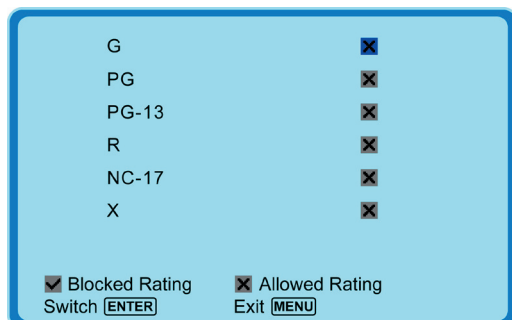 G
PG
PG-13
R
NC-17
X
Blocked Rating Allowed Rating
Switch ENTER Exit MENU